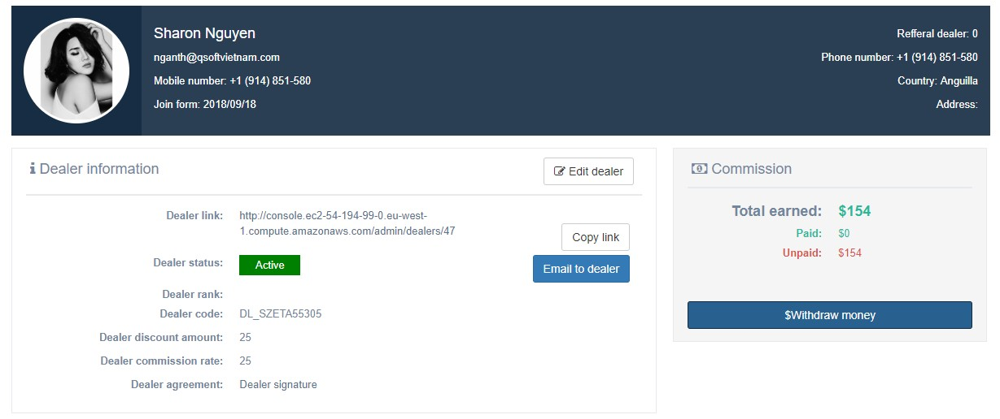 Sharon Nguyen
nganth@qsoftvietnam.com
Mobile number: +1 (914) 851-580
Join form: 2018/09/18
Refferal dealer: 0
Phone number: +1 (914) 851-580
Country: Anguilla
Address:
Dealer information
Edit dealer
Dealer link: http://console.ec2-54-194-99-0.eu-west-
1.compute.amazonaws.com/admin/dealers/47
Copy link
Dealer status: Active
Email to dealer
Dealer rank:
Dealer code: DL_SZETA55305
Dealer discount amount: 25
Dealer commission rate: 25
Dealer agreement: Dealer signature
Commission
Total earned: $154
Paid: $0
Unpaid: $154
$Withdraw money